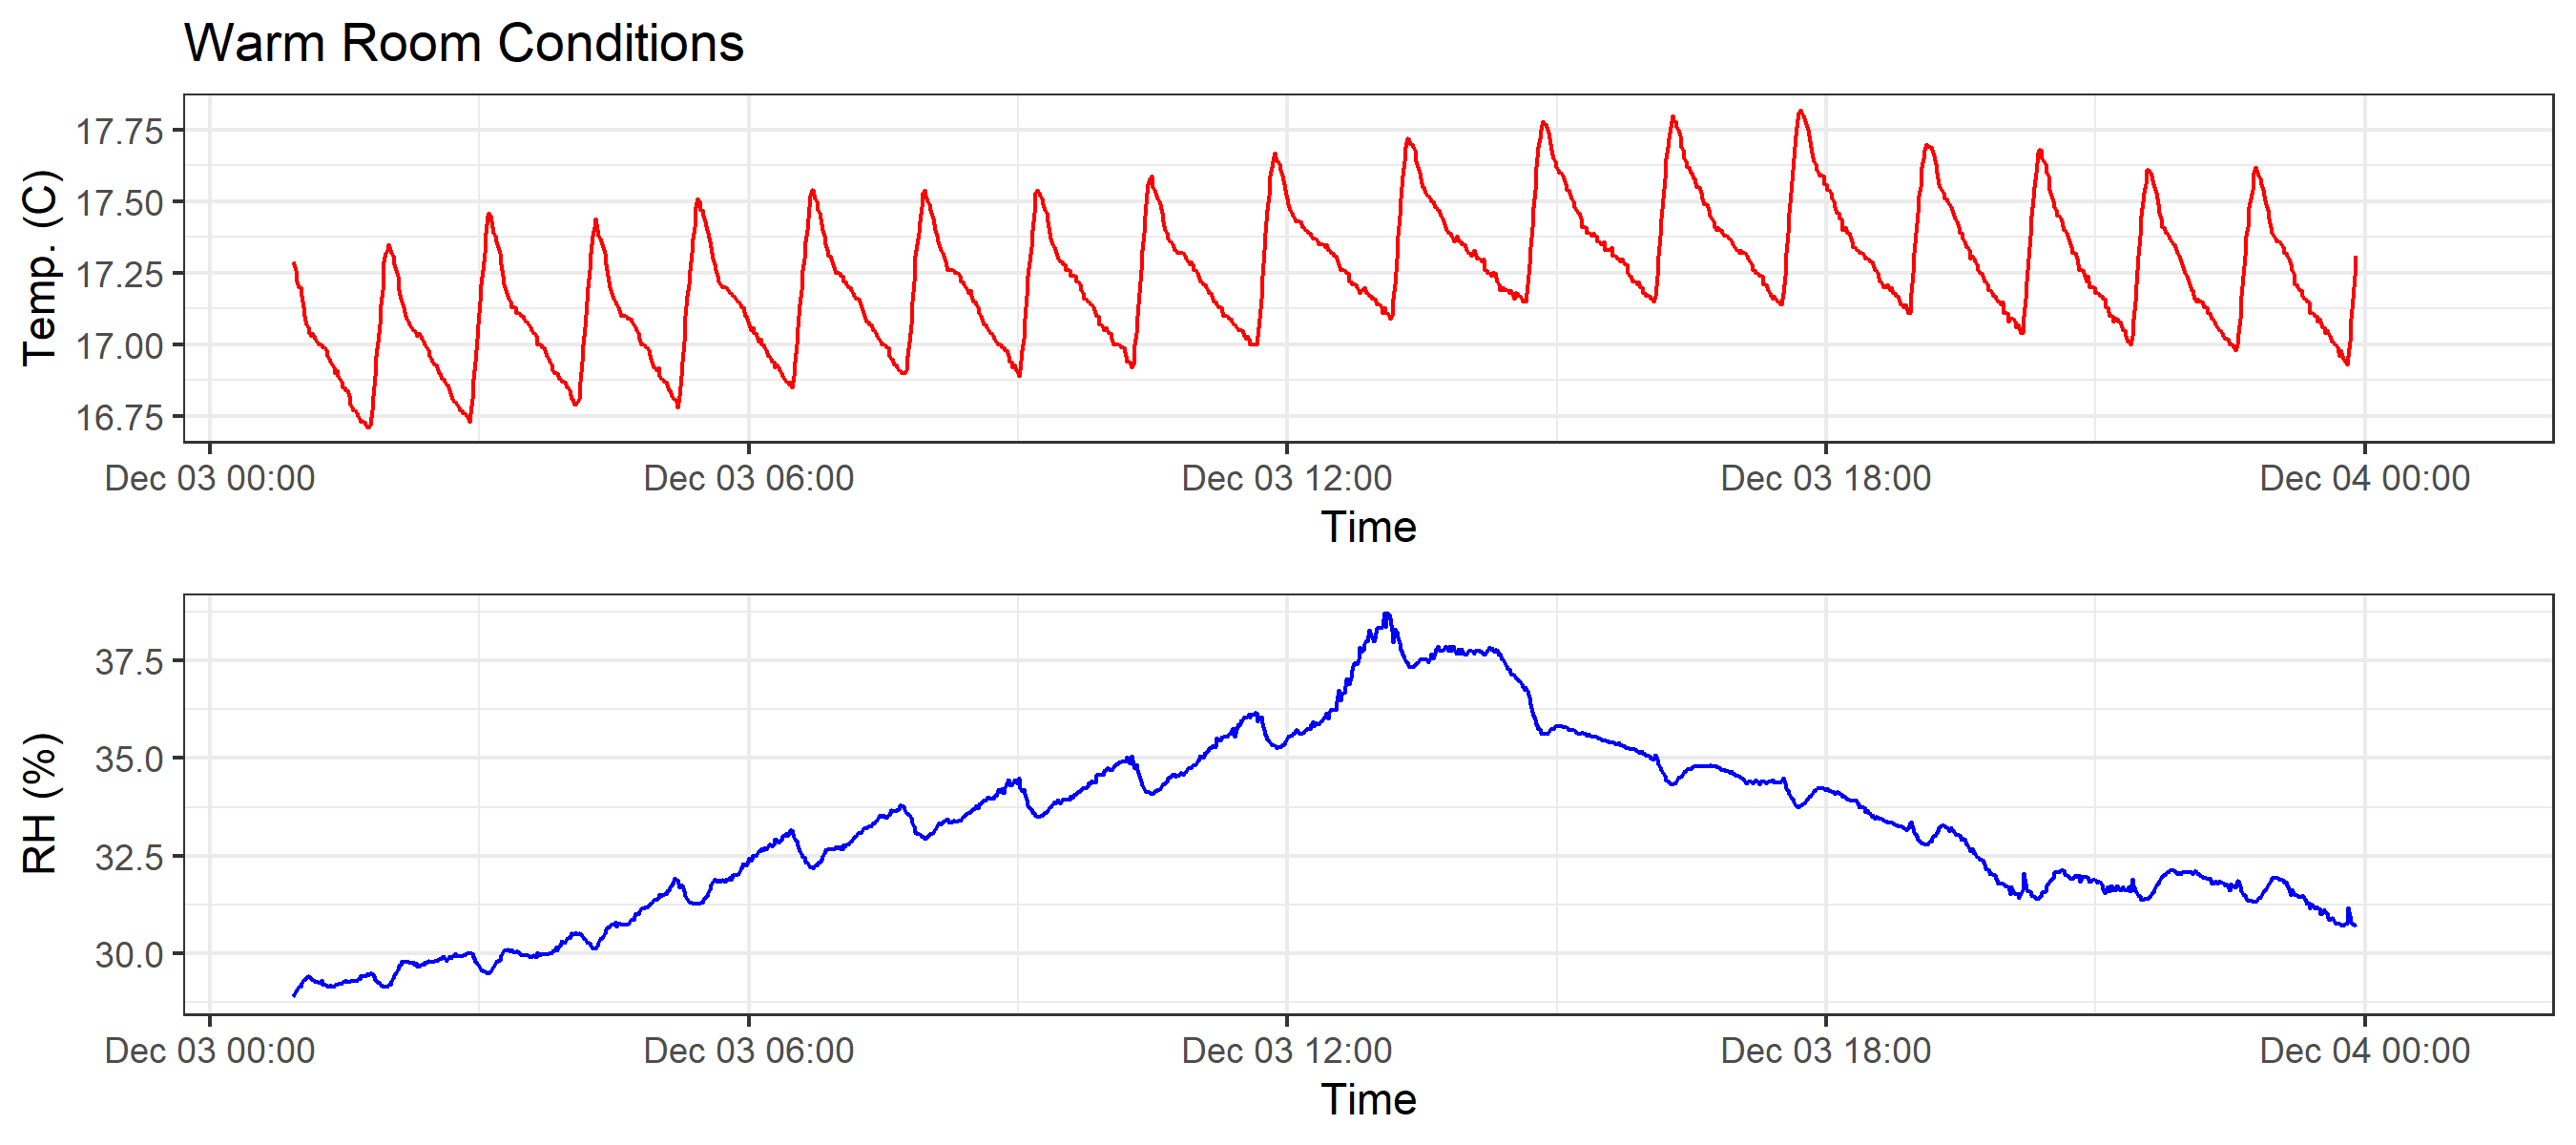 Warm Room Conditions
Temp. (C)
17.75
17.50
17.25
17.00
16.75
Dec 03 00:00 Dec 03 06:00 Dec 03 12:00 Dec 03 18:00 Dec 04 00:00
Time
RH (%)
37.5
35.0
32.5
30.0
Dec 03 00:00 Dec 03 06:00 Dec 03 12:00 Dec 03 18:00 Dec 04 00:00
Time